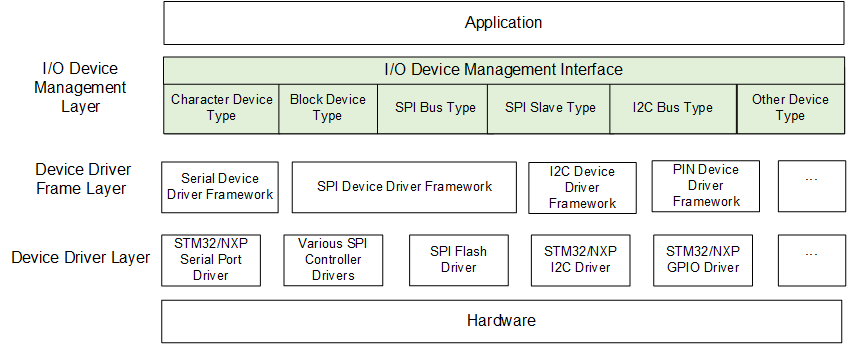 Application
I/O Device
Management
Layer
I/O Device Management Interface
Character Device
Type
Block Device
Type
SPI Bus Type
SPI Slave Type
I2C Bus Type
Other Device
Type
Device Driver
Frame Layer
Serial Device
Driver Framework
SPI Device Driver Framework
I2C Device
Driver
Framework
PIN Device
Driver
Framework
...
Device Driver Layer
STM32/NXP
Serial Port
Driver
Various SPI
Controller
Drivers
SPI Flash
Driver
STM32/NXP
I2C Driver
STM32/NXP
GPIO Driver
...
Hardware